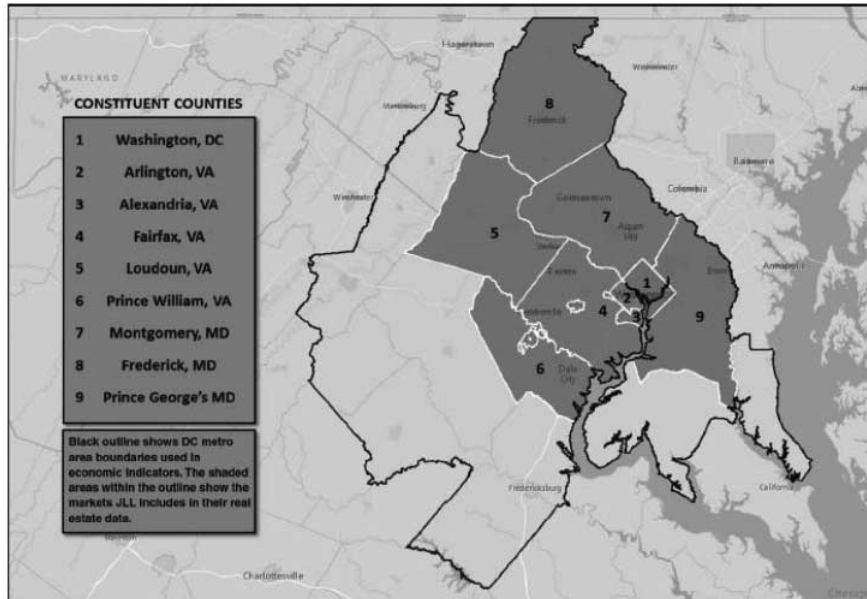 MARYLAND
Hagerstown
Westminster
Martinsburg
CONSTITUENT COUNTIES
1 Washington, DC
2 Arlington, VA
3 Alexandria, VA
4 Fairfax, VA
5 Loudoun, VA
6 Prince William, VA
7 Montgomery, MD
8 Frederick, MD
9 Prince George's MD
Black outline shows DC metro
area boundaries used in
economic indicators. The shaded
areas within the outline show the
markets JLL includes in their real
estate data.
8
Frederick
Baltimore
Winchester
Columbia
Germantown
7
Aspen
Hill
5
Reston
Annapolis
1
2
3
4
9
6
Dale
City
Fredericksburg
California
Charlottesville